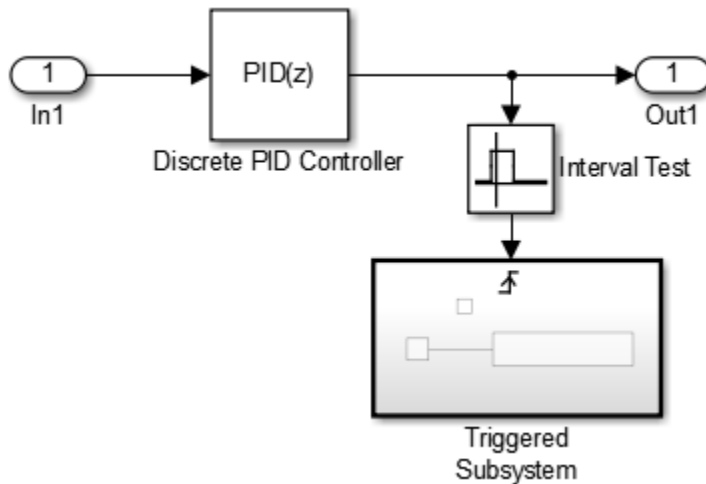 1
In1
PID(z)
Discrete PID Controller
1
Out1
Interval Test
Triggered
Subsystem